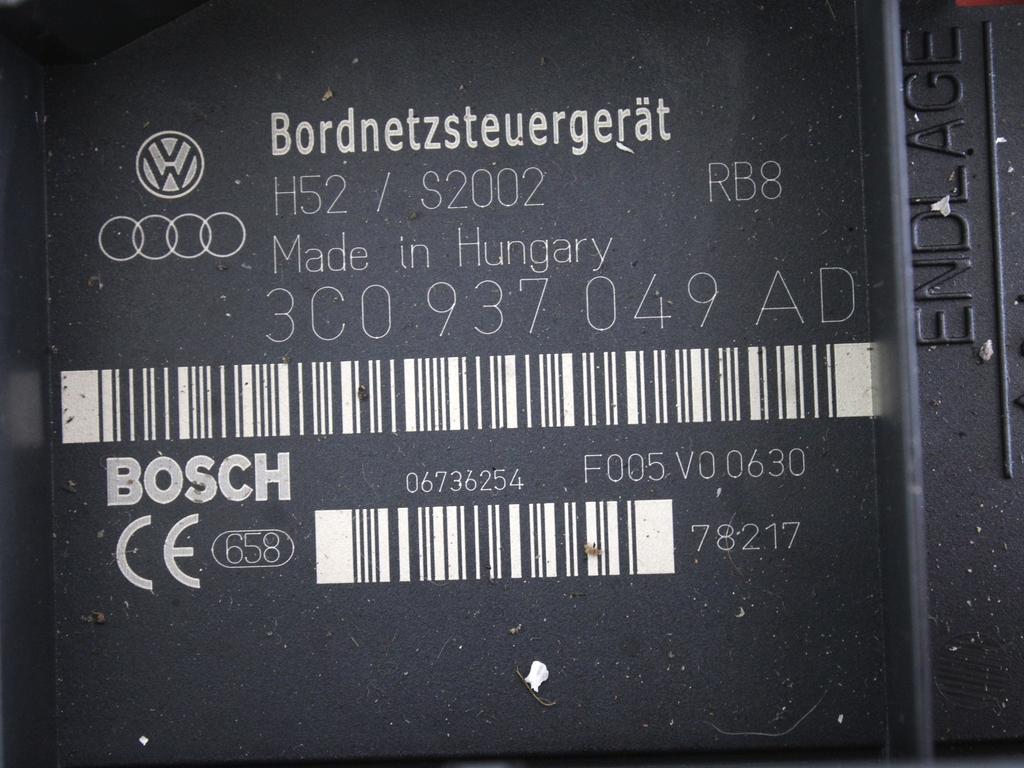 Bordnetzsteuergerät
H52 / S2002 RB8
Made in Hungary
3C0 937 049 AD
BOSCH 06736254 F005 V0 0630
CE 658 78217
ENDLAGE